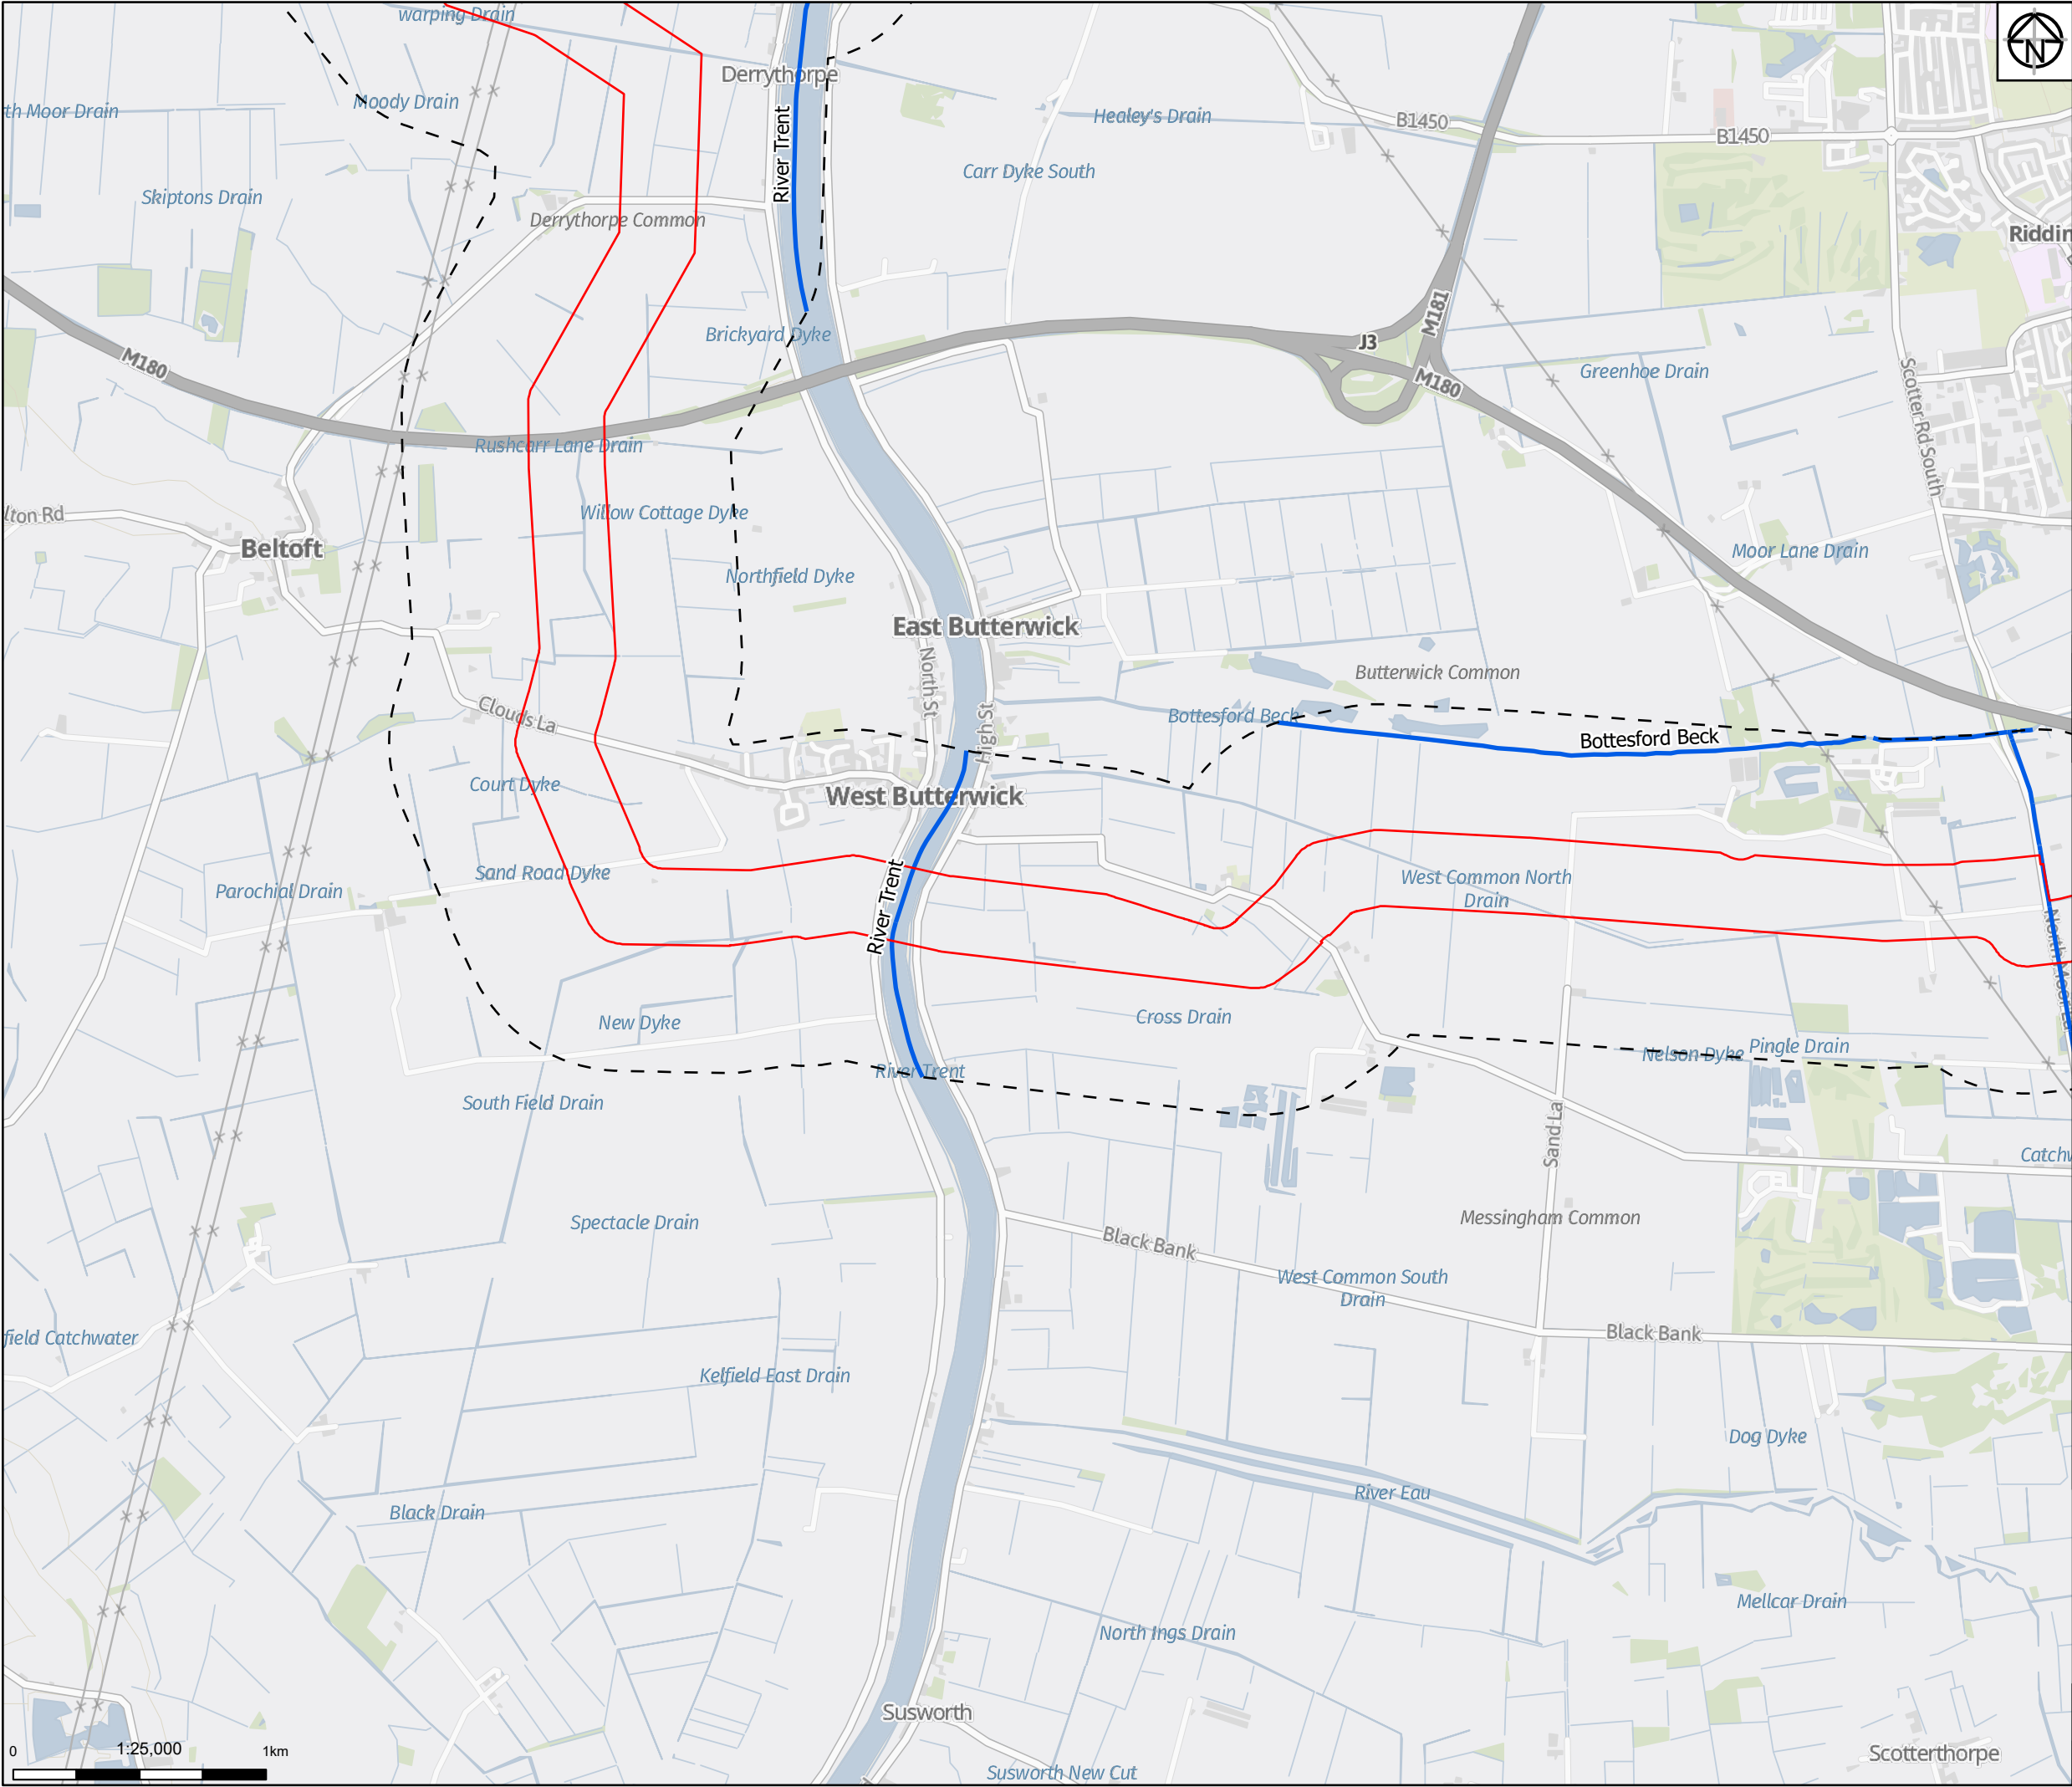 warping Drain
N
Derrythorpe
Moody Drain
th Moor Drain
Healey's Drain
B1450
B1450
River Trent
Carr Dyke South
Skiptons Drain
Derrythorpe Common
Riddin
M181
Brickyard Dyke
J3
M180
M180
Greenhoe Drain
Scotter Rd South
Rushcarr Lane Drain
lton Rd
Willow Cottage Dyke
Beltoft
Moor Lane Drain
Northfield Dyke
East Butterwick
North St
Butterwick Common
Clouds La
High St
Bottesford Beck
Bottesford Beck
Court Dyke
West Butterwick
Sand Road Dyke
West Common North
Drain
Parochial Drain
River Trent
North Moor La
New Dyke
Cross Drain
Nelson Dyke
Pingle Drain
River Trent
South Field Drain
Sand La
Catchw
Spectacle Drain
Messingham Common
Black Bank
West Common South
Drain
field Catchwater
Black Bank
Kelfield East Drain
Dog Dyke
River Eau
Black Drain
Mellcar Drain
North Ings Drain
Susworth
0
1:25,000
1km
Scotterthorpe
Susworth New Cut